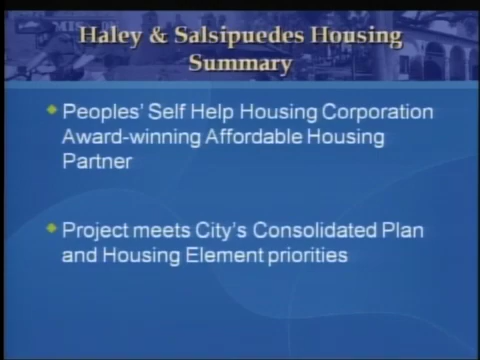 Haley & Salsipuedes Housing
Summary
Peoples' Self Help Housing Corporation
Award-winning Affordable Housing
Partner
Project meets City's Consolidated Plan
and Housing Element priorities